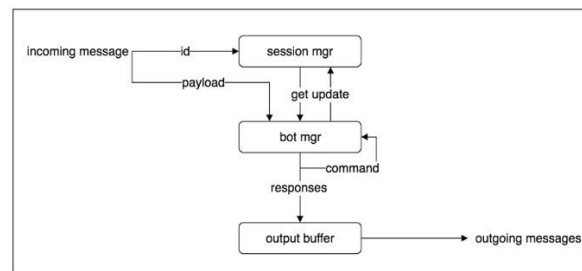 incoming message
id
session mgr
payload
get update
bot mgr
command
responses
output buffer
outgoing messages